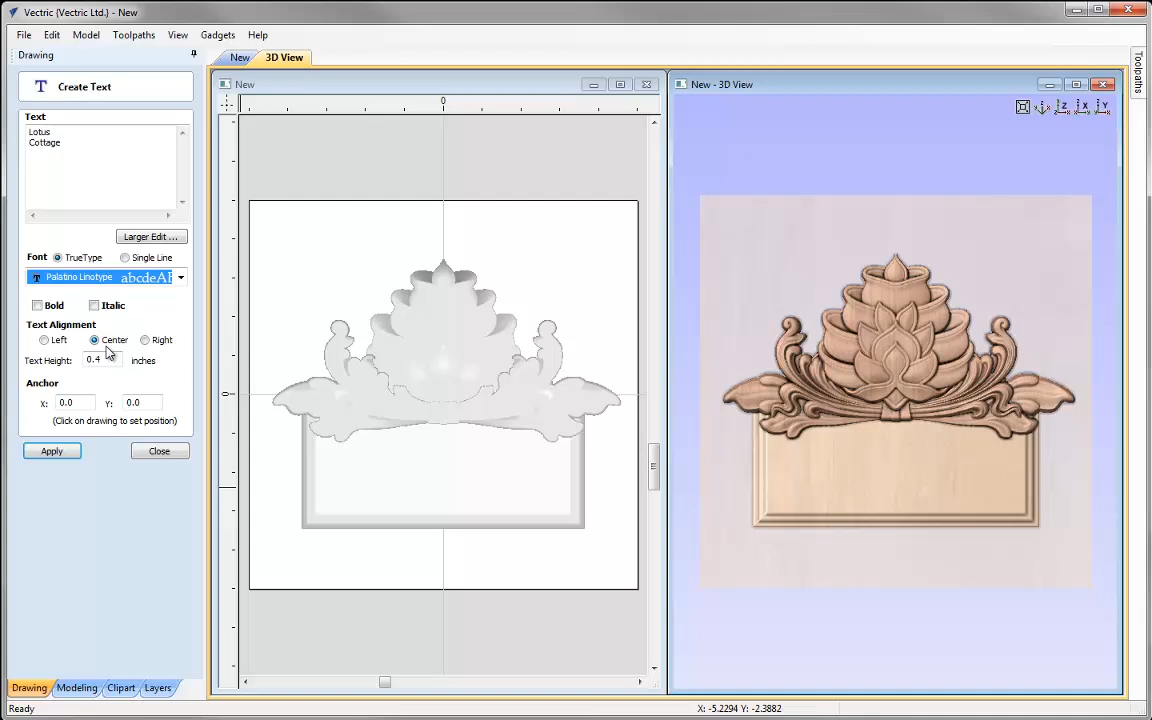 Vectric {Vectric Ltd.} - New
File Edit Model Toolpaths View Gadgets Help
Drawing
New
3D View
Create Text
Text
Lotus
Cottage
Larger Edit ...
Font TrueType Single Line
Palatino Linotype abcdeAB
Bold Italic
Text Alignment
Left Center Right
Text Height: 0.4 inches
Anchor
X: 0.0 Y: 0.0
(Click on drawing to set position)
Apply Close
New
0
0
New - 3D View
Z X Y
Toolpaths
Drawing Modeling Clipart Layers
Ready
X: -5.2294 Y: -2.3882